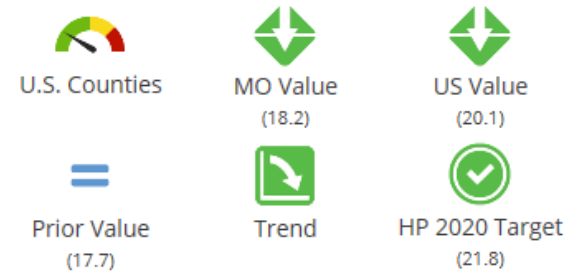 U.S. Counties
MO Value
(18.2)
US Value
(20.1)
Prior Value
(17.7)
Trend
HP 2020 Target
(21.8)